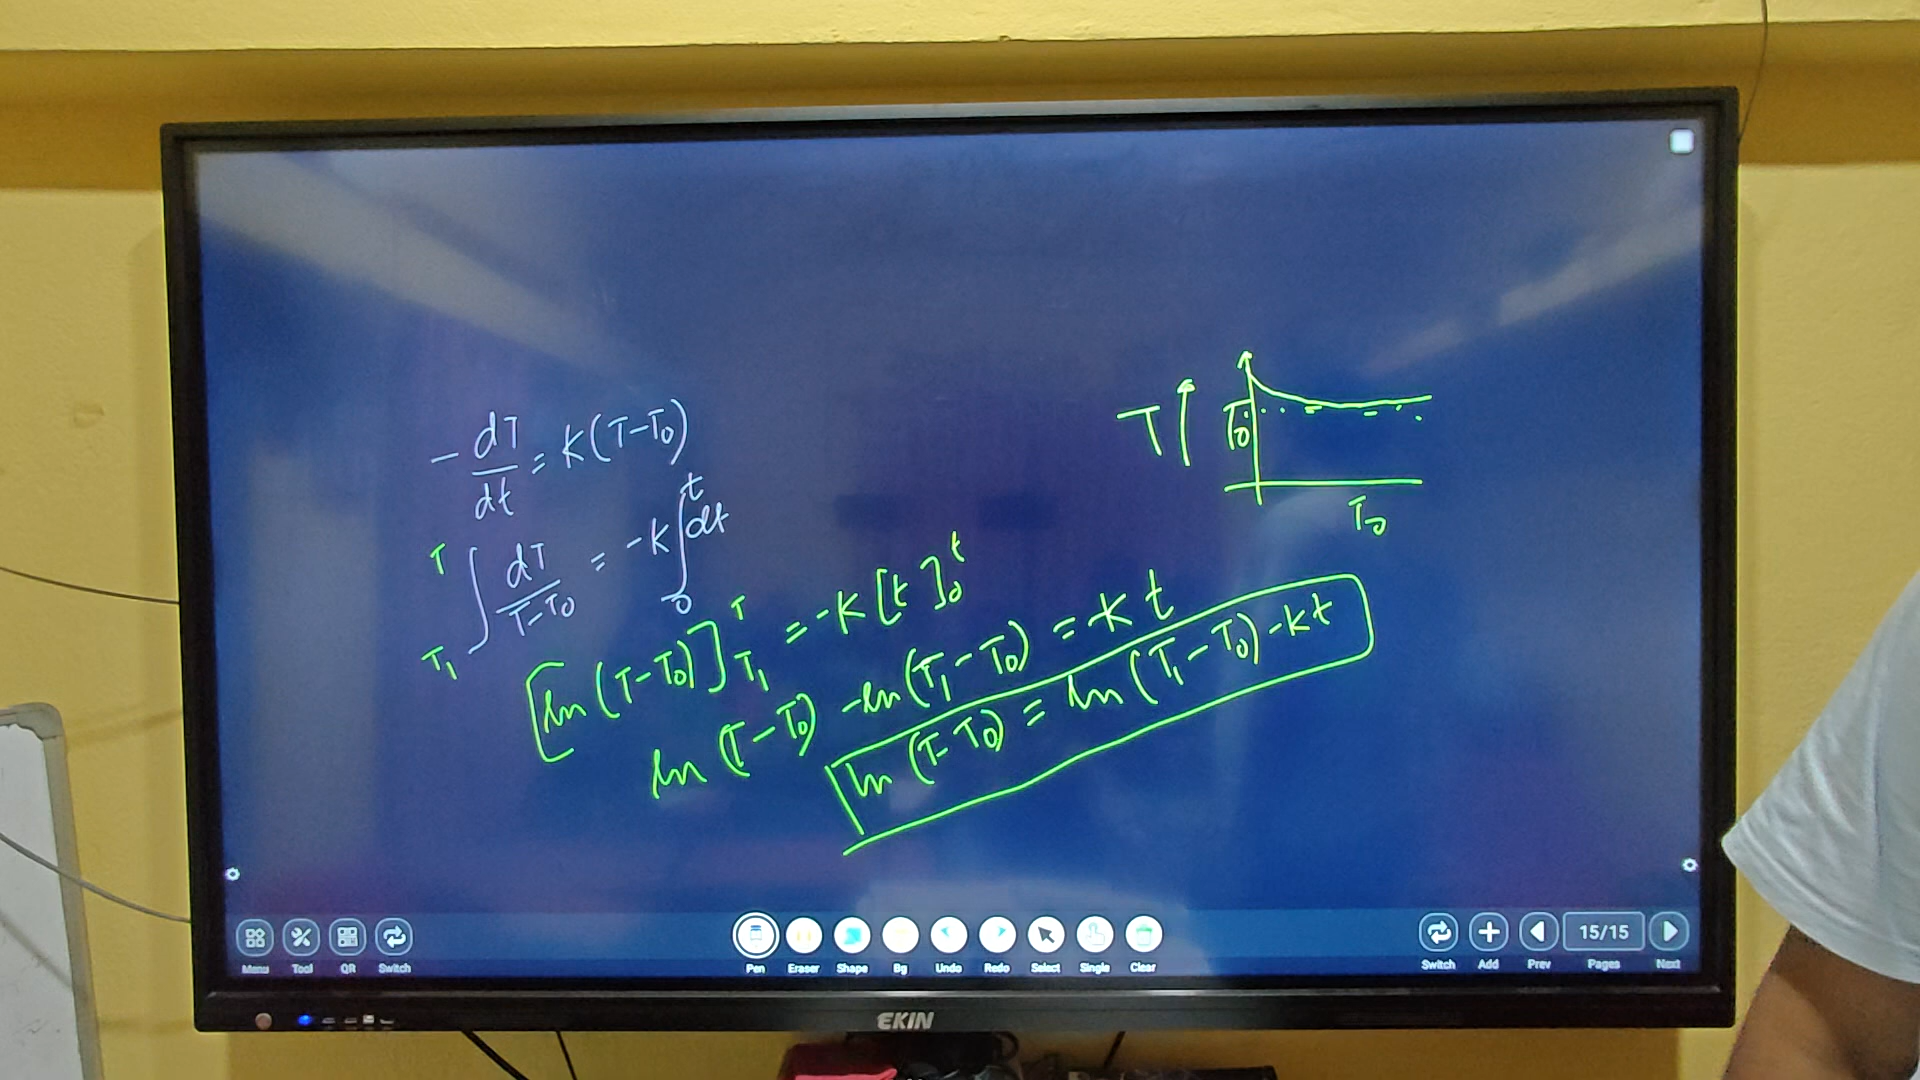 -dT/dt = K(T-T₀)
∫_{T₁}^{T} dT/(T-T₀) = -K∫_{0}^{t} dt
[ln(T-T₀)]_{T₁}^{T} = -K[t]_{0}^{t}
ln(T-T₀) -ln(T₁-T₀) = -Kt
ln(T-T₀) = ln(T₁-T₀)-Kt
T
T₀
T₀
Menu Tool QR Switch
Pen Eraser Shape Bg Undo Redo Select Single Clear
15/15
Switch Add Prev Pages Next
EKIN